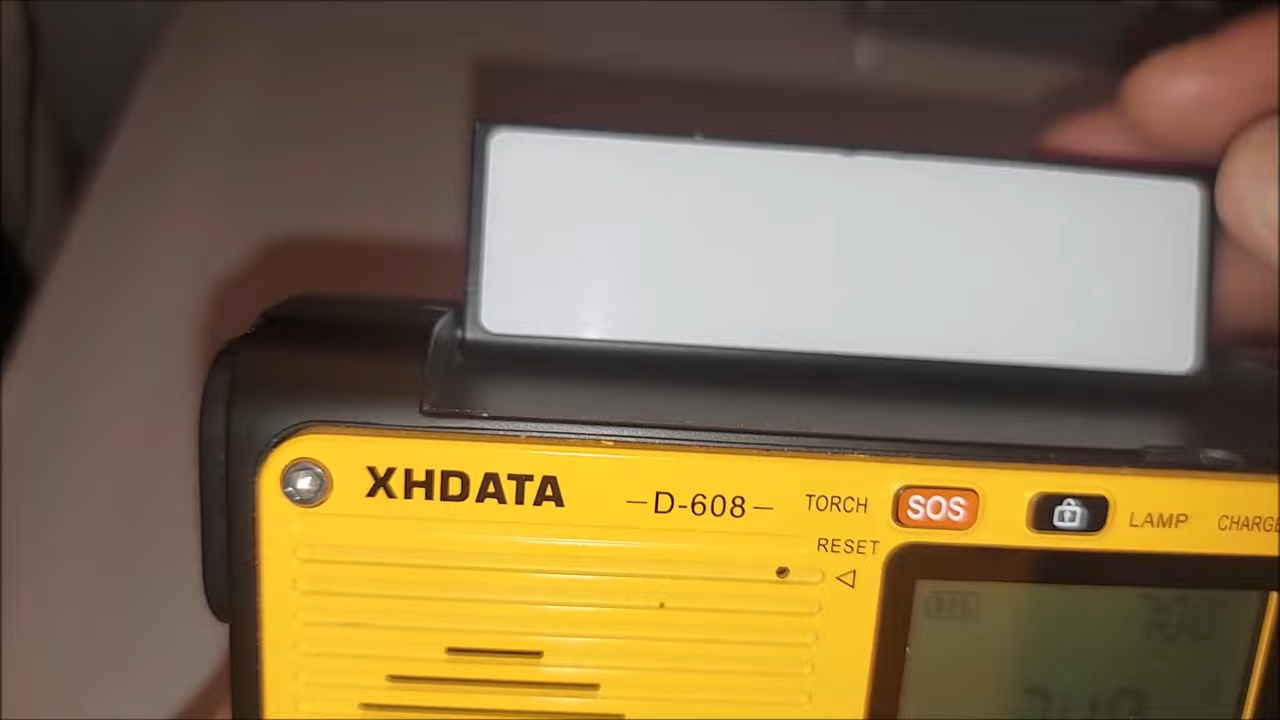 XHDATA
—D-608—
TORCH
SOS
LAMP
CHARGE
RESET